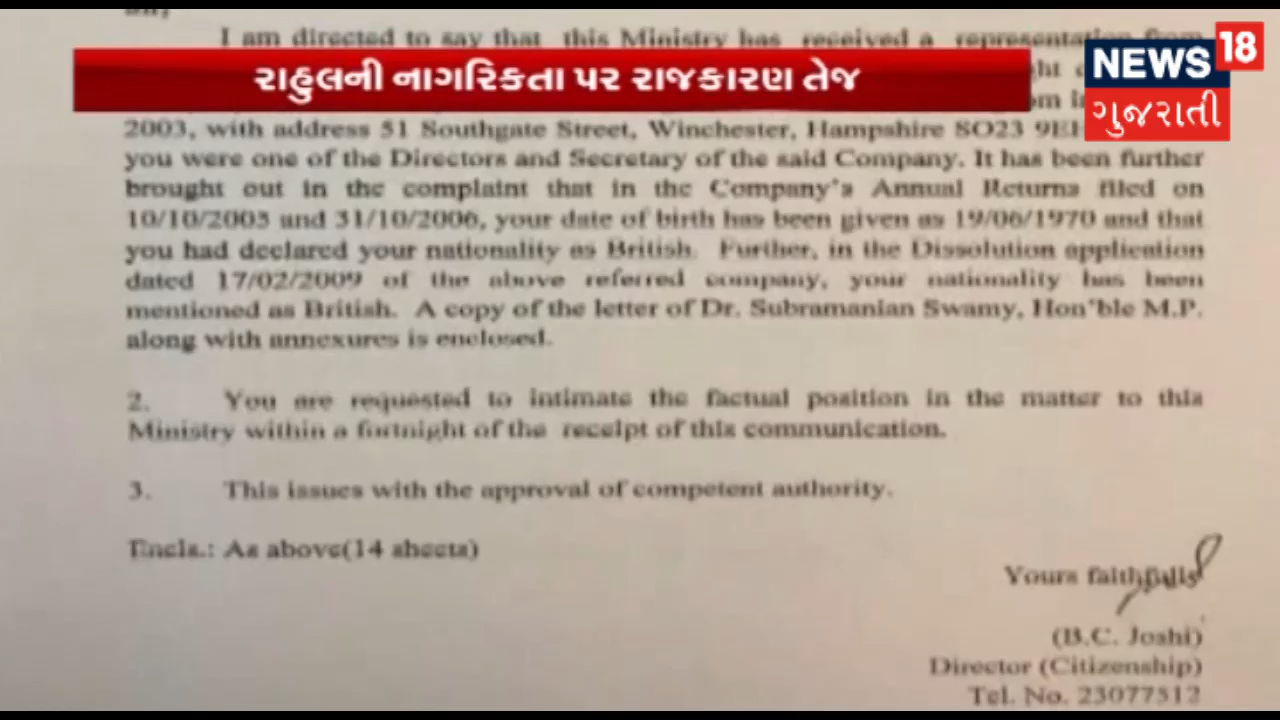 I am directed to say that this Ministry has received a representation from
રાહુલની નાગરિકતા પર રાજકારણ તેજ
NEWS 18
ગુજરાતી
2003, with address 51 Southgate Street, Winchester, Hampshire SO23 9EH
you were one of the Directors and Secretary of the said Company. It has been further
brought out in the complaint that in the Company's Annual Returns filed on
10/10/2005 and 31/10/2006, your date of birth has been given as 19/06/1970 and that
you had declared your nationality as British. Further, in the Dissolution application
dated 17/02/2009 of the above referred company, your nationality has been
mentioned as British. A copy of the letter of Dr. Subramanian Swamy, Hon'ble M.P.
along with annexures is enclosed.
2. You are requested to intimate the factual position in the matter to this
Ministry within a fortnight of the receipt of this communication.
3. This issues with the approval of competent authority.
Encls.: As above(14 sheets)
Yours faithfully
(B.C. Joshi)
Director (Citizenship)
Tel. No. 23077512